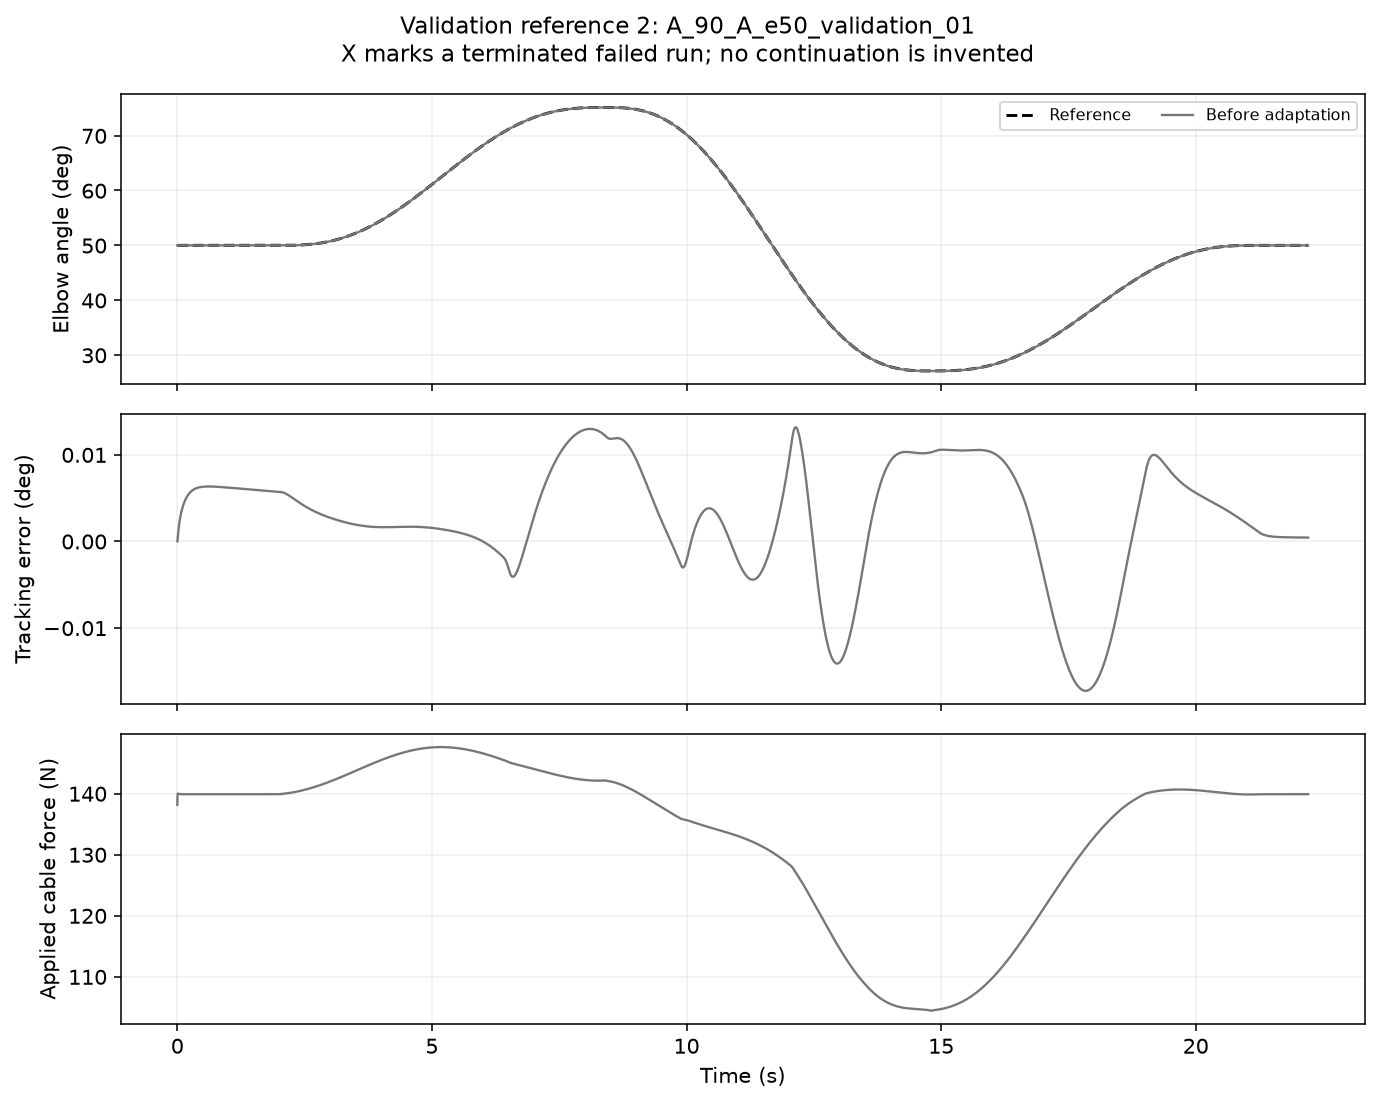 Validation reference 2: A_90_A_e50_validation_01
X marks a terminated failed run; no continuation is invented
Reference
Before adaptation
Elbow angle (deg)
70
60
50
40
30
Tracking error (deg)
0.01
0.00
−0.01
Applied cable force (N)
140
130
120
110
0
5
10
15
20
Time (s)